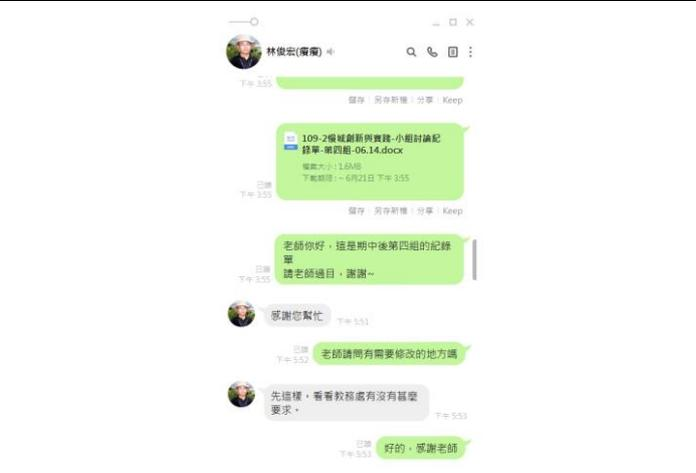 林俊宏(癈癈)
下午 3:55
儲存 另存新檔 分享 Keep
109-2慢城創新與實踐-小組討論記
錄單-第四組-06.14.docx
檔案大小：1.6MB
下載期限：~ 6月21日 下午 3:55
已讀
下午 3:55
儲存 另存新檔 分享 Keep
老師你好，這是期中後第四組的紀錄
單
請老師過目，謝謝~
已讀
下午 3:55
感謝您幫忙
下午 5:51
老師請問有需要修改的地方嗎
已讀
下午 5:52
先這樣，看看教務處有沒有甚麼
要求。
下午 5:53
好的，感謝老師
已讀
下午 5:53